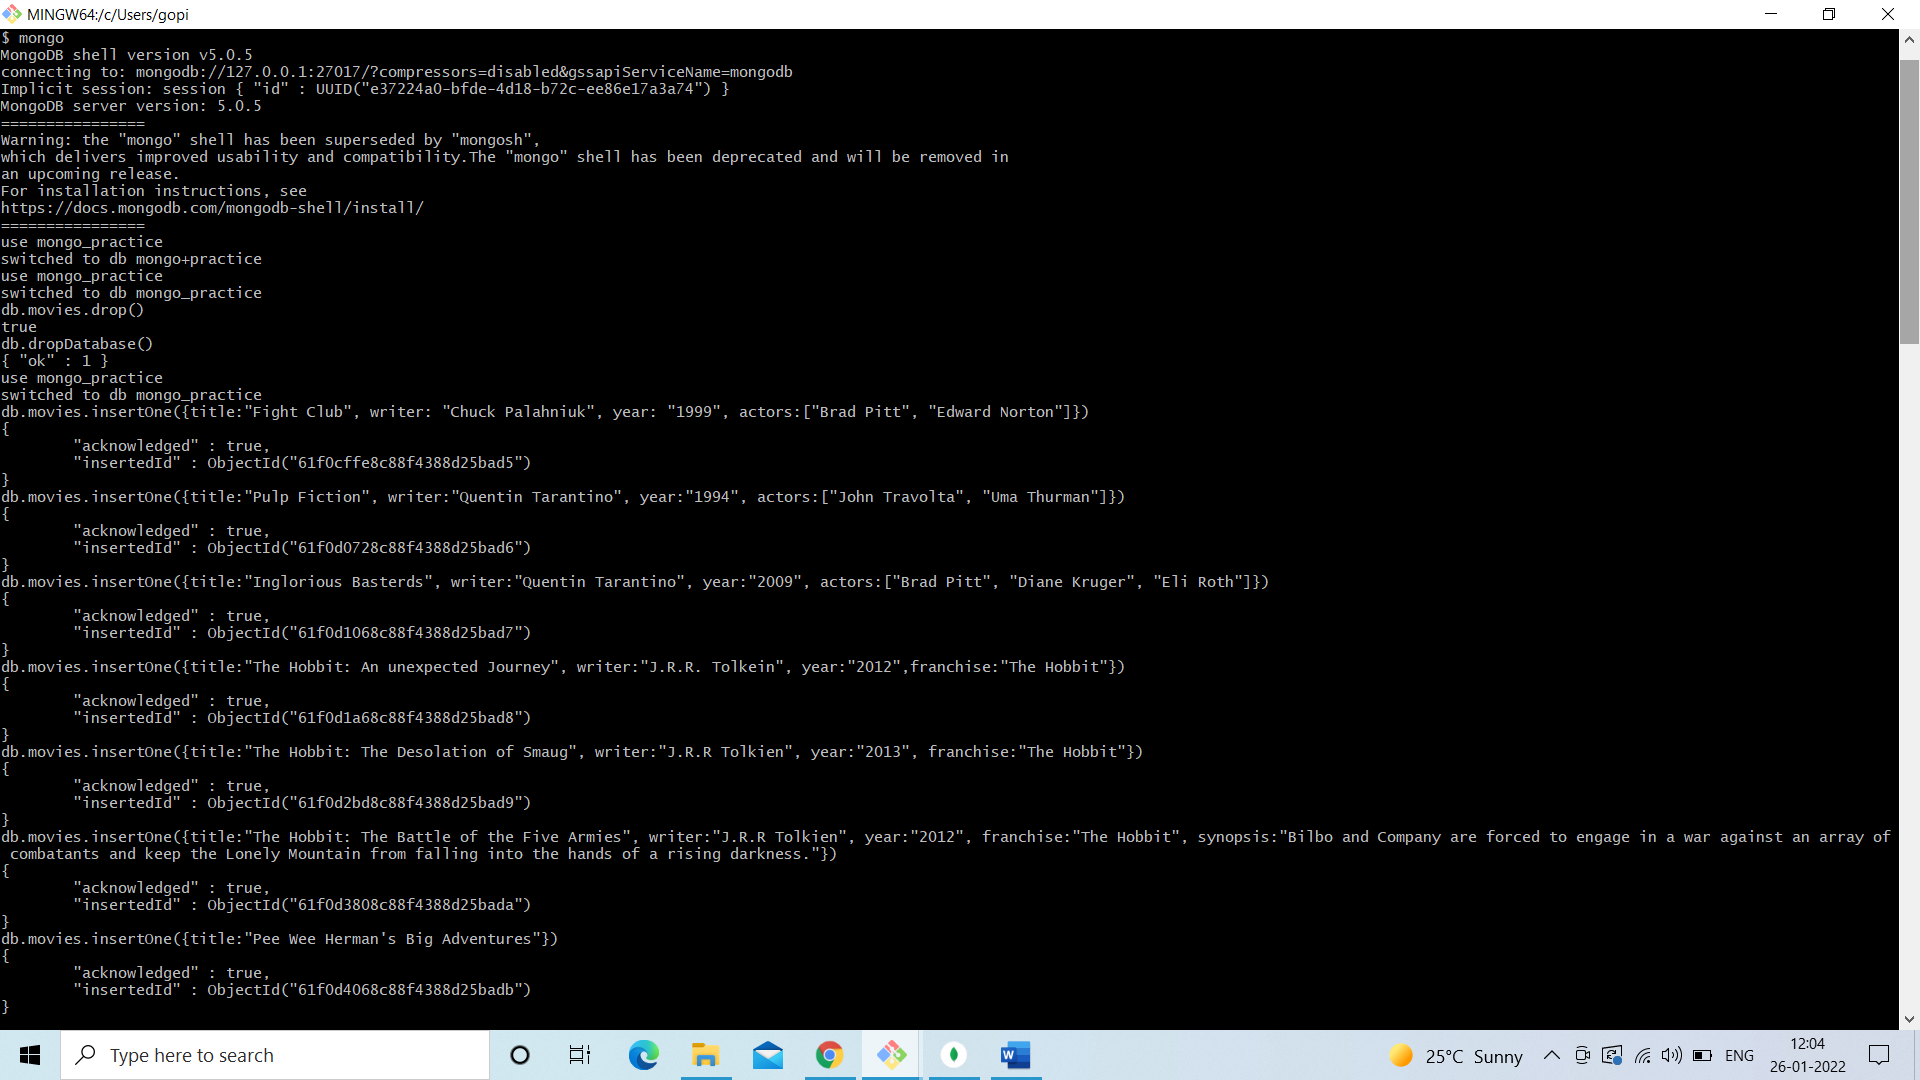 MINGW64:/c/Users/gopi
$ mongo
MongoDB shell version v5.0.5
connecting to: mongodb://127.0.0.1:27017/?compressors=disabled&gssapiServiceName=mongodb
Implicit session: session { "id" : UUID("e37224a0-bfde-4d18-b72c-ee86e17a3a74") }
MongoDB server version: 5.0.5
================
Warning: the "mongo" shell has been superseded by "mongosh",
which delivers improved usability and compatibility.The "mongo" shell has been deprecated and will be removed in
an upcoming release.
For installation instructions, see
https://docs.mongodb.com/mongodb-shell/install/
================
use mongo_practice
switched to db mongo+practice
use mongo_practice
switched to db mongo_practice
db.movies.drop()
true
db.dropDatabase()
{ "ok" : 1 }
use mongo_practice
switched to db mongo_practice
db.movies.insertOne({title:"Fight Club", writer: "Chuck Palahniuk", year: "1999", actors:["Brad Pitt", "Edward Norton"]})
{
        "acknowledged" : true,
        "insertedId" : ObjectId("61f0cffe8c88f4388d25bad5")
}
db.movies.insertOne({title:"Pulp Fiction", writer:"Quentin Tarantino", year:"1994", actors:["John Travolta", "Uma Thurman"]})
{
        "acknowledged" : true,
        "insertedId" : ObjectId("61f0d0728c88f4388d25bad6")
}
db.movies.insertOne({title:"Inglorious Basterds", writer:"Quentin Tarantino", year:"2009", actors:["Brad Pitt", "Diane Kruger", "Eli Roth"]})
{
        "acknowledged" : true,
        "insertedId" : ObjectId("61f0d1068c88f4388d25bad7")
}
db.movies.insertOne({title:"The Hobbit: An unexpected Journey", writer:"J.R.R. Tolkein", year:"2012",franchise:"The Hobbit"})
{
        "acknowledged" : true,
        "insertedId" : ObjectId("61f0d1a68c88f4388d25bad8")
}
db.movies.insertOne({title:"The Hobbit: The Desolation of Smaug", writer:"J.R.R Tolkien", year:"2013", franchise:"The Hobbit"})
{
        "acknowledged" : true,
        "insertedId" : ObjectId("61f0d2bd8c88f4388d25bad9")
}
db.movies.insertOne({title:"The Hobbit: The Battle of the Five Armies", writer:"J.R.R Tolkien", year:"2012", franchise:"The Hobbit", synopsis:"Bilbo and Company are forced to engage in a war against an array of
 combatants and keep the Lonely Mountain from falling into the hands of a rising darkness."})
{
        "acknowledged" : true,
        "insertedId" : ObjectId("61f0d3808c88f4388d25bada")
}
db.movies.insertOne({title:"Pee Wee Herman's Big Adventures"})
{
        "acknowledged" : true,
        "insertedId" : ObjectId("61f0d4068c88f4388d25badb")
}
Type here to search
W
25°C Sunny
ENG
12:04
26-01-2022